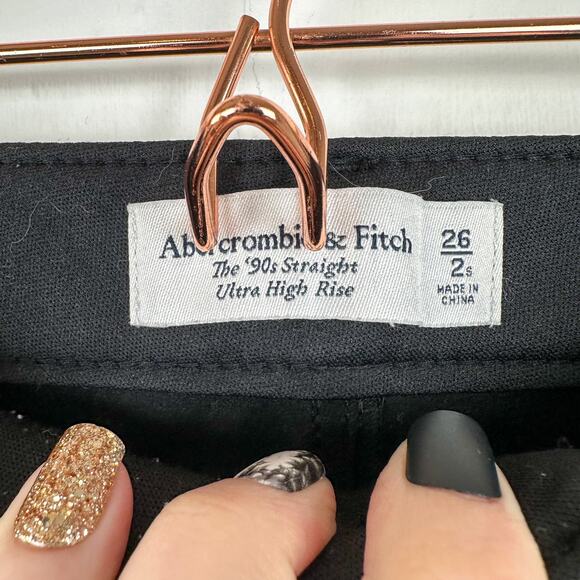 Abercrombie & Fitch
The '90s Straight
Ultra High Rise
26
2s
MADE IN
CHINA